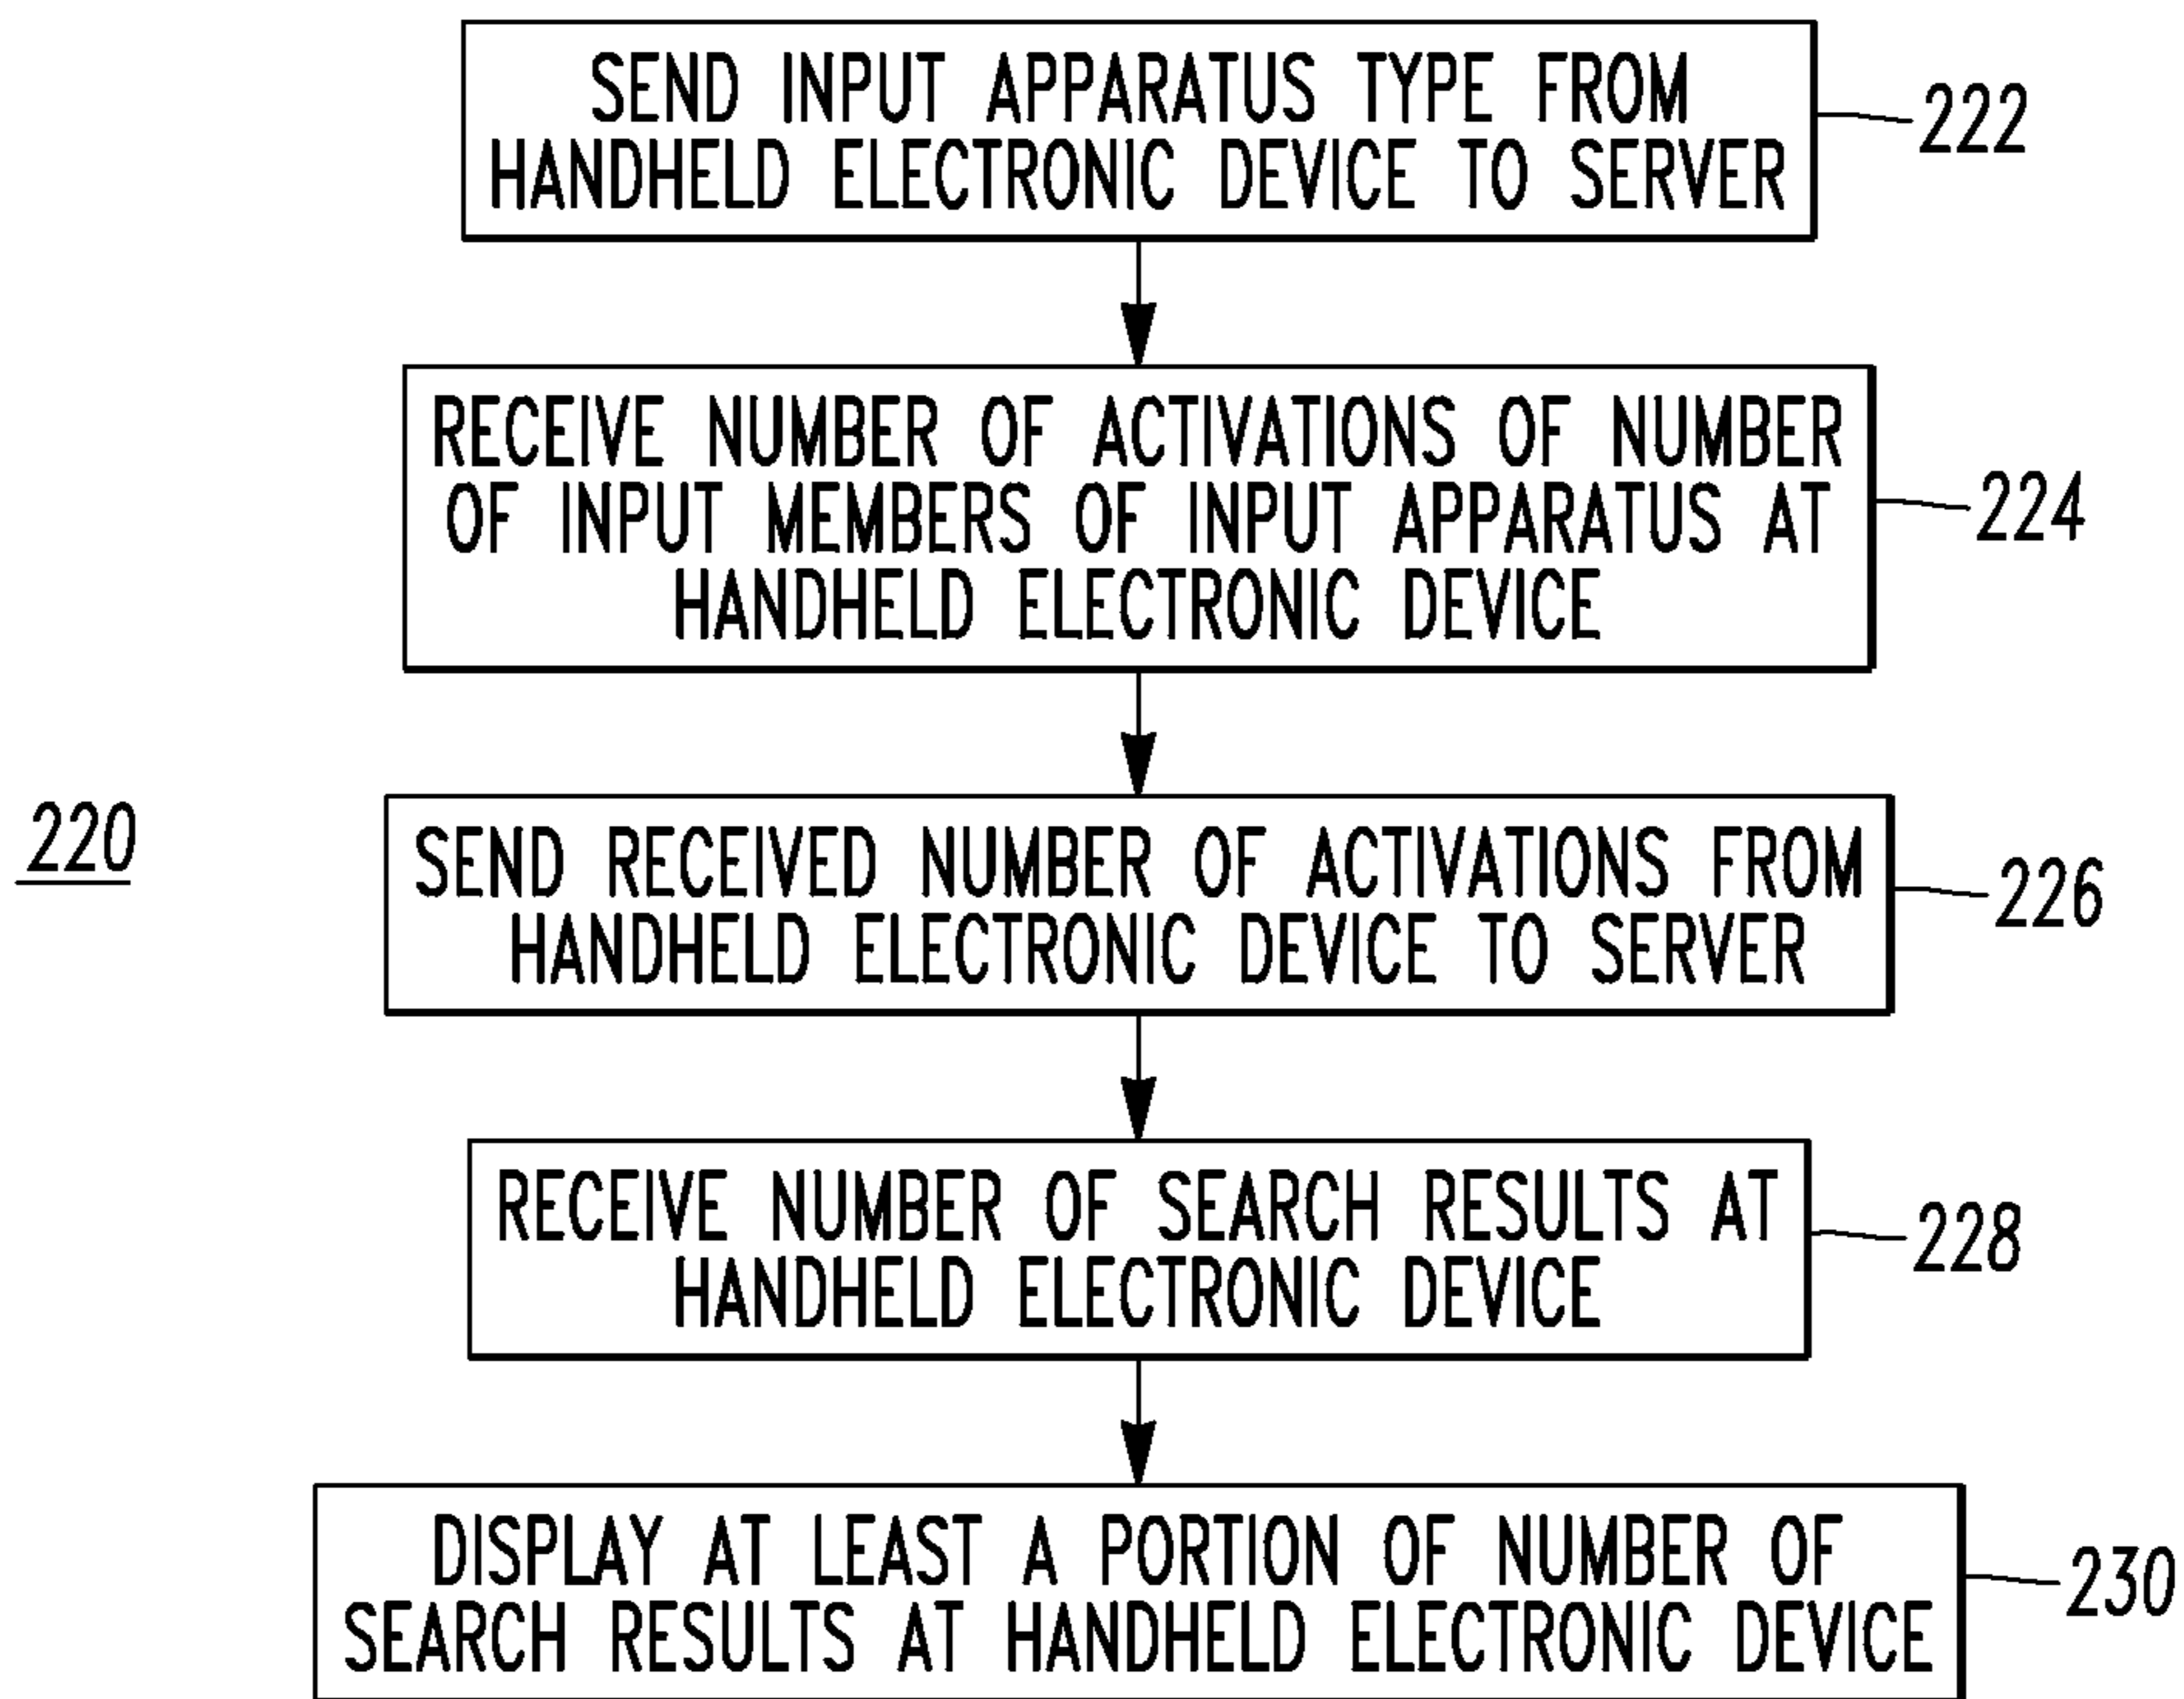 SEND INPUT APPARATUS TYPE FROM
HANDHELD ELECTRONIC DEVICE TO SERVER
222
RECEIVE NUMBER OF ACTIVATIONS OF NUMBER
OF INPUT MEMBERS OF INPUT APPARATUS AT
HANDHELD ELECTRONIC DEVICE
224
220
SEND RECEIVED NUMBER OF ACTIVATIONS FROM
HANDHELD ELECTRONIC DEVICE TO SERVER
226
RECEIVE NUMBER OF SEARCH RESULTS AT
HANDHELD ELECTRONIC DEVICE
228
DISPLAY AT LEAST A PORTION OF NUMBER OF
SEARCH RESULTS AT HANDHELD ELECTRONIC DEVICE
230